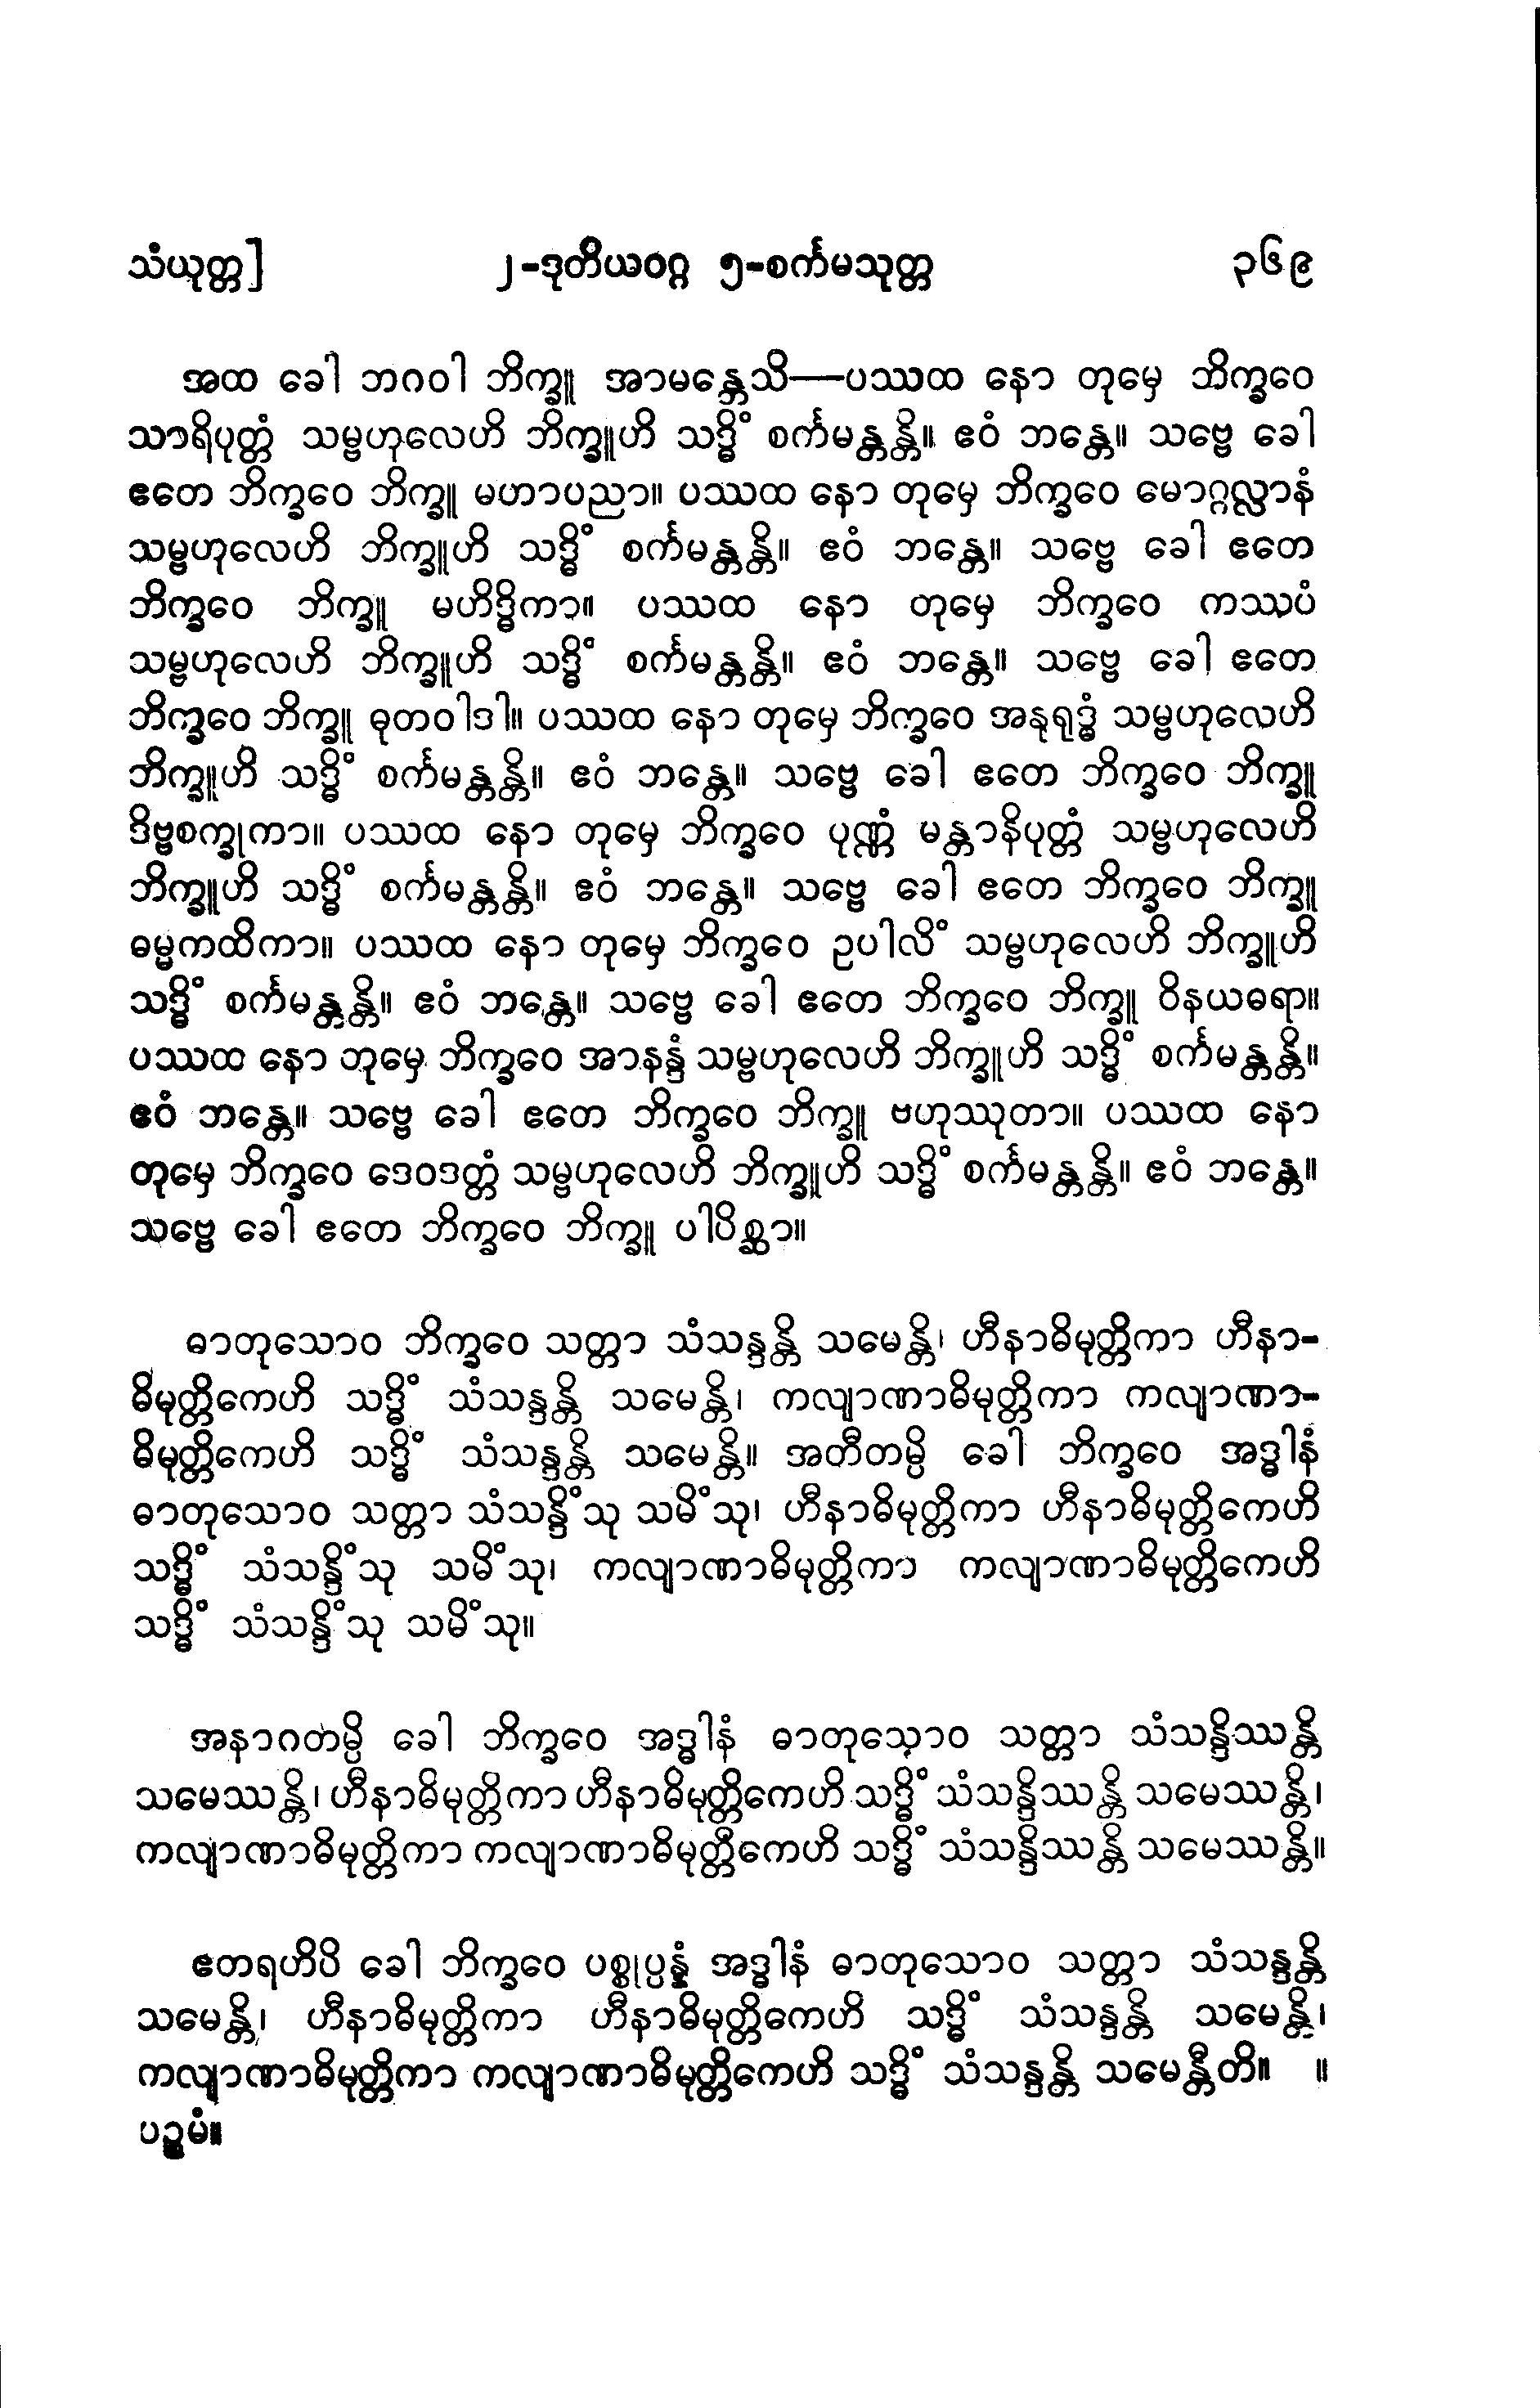 သံယုတ္တ]
၂-ဒုတိယဝဂ္ဂ ၅-စင်္ကမသုတ္တ
၃၆၉
အထ ခေါ ဘဂဝါ ဘိက္ခူ အာမန္တေသိ—ပဿထ နော တုမှေ ဘိက္ခဝေ
သာရိပုတ္တံ သမ္ဗဟုလေဟိ ဘိက္ခူဟိ သဒ္ဓိံ စင်္ကမန္တန္တိ။ ဧဝံ ဘန္တေ။ သဗ္ဗေ ခေါ
ဧတေ ဘိက္ခဝေ ဘိက္ခူ မဟာပညာ။ ပဿထ နော တုမှေ ဘိက္ခဝေ မောဂ္ဂလ္လာနံ
သမ္ဗဟုလေဟိ ဘိက္ခူဟိ သဒ္ဓိံ စင်္ကမန္တန္တိ။ ဧဝံ ဘန္တေ။ သဗ္ဗေ ခေါ ဧတေ
ဘိက္ခဝေ ဘိက္ခူ မဟိဒ္ဓိကာ။ ပဿထ နော တုမှေ ဘိက္ခဝေ ကဿပံ
သမ္ဗဟုလေဟိ ဘိက္ခူဟိ သဒ္ဓိံ စင်္ကမန္တန္တိ။ ဧဝံ ဘန္တေ။ သဗ္ဗေ ခေါ ဧတေ
ဘိက္ခဝေ ဘိက္ခူ ဓုတဝါဒါ။ ပဿထ နော တုမှေ ဘိက္ခဝေ အနုရုဒ္ဓံ သမ္ဗဟုလေဟိ
ဘိက္ခူဟိ သဒ္ဓိံ စင်္ကမန္တန္တိ။ ဧဝံ ဘန္တေ။ သဗ္ဗေ ခေါ ဧတေ ဘိက္ခဝေ ဘိက္ခူ
ဒိဗ္ဗစက္ခုကာ။ ပဿထ နော တုမှေ ဘိက္ခဝေ ပုဏ္ဏံ မန္တာနိပုတ္တံ သမ္ဗဟုလေဟိ
ဘိက္ခူဟိ သဒ္ဓိံ စင်္ကမန္တန္တိ။ ဧဝံ ဘန္တေ။ သဗ္ဗေ ခေါ ဧတေ ဘိက္ခဝေ ဘိက္ခူ
ဓမ္မကထိကာ။ ပဿထ နော တုမှေ ဘိက္ခဝေ ဥပါလိံ သမ္ဗဟုလေဟိ ဘိက္ခူဟိ
သဒ္ဓိံ စင်္ကမန္တန္တိ။ ဧဝံ ဘန္တေ။ သဗ္ဗေ ခေါ ဧတေ ဘိက္ခဝေ ဘိက္ခူ ဝိနယဓရာ။
ပဿထ နော တုမှေ ဘိက္ခဝေ အာနန္ဒံ သမ္ဗဟုလေဟိ ဘိက္ခူဟိ သဒ္ဓိံ စင်္ကမန္တန္တိ။
ဧဝံ ဘန္တေ။ သဗ္ဗေ ခေါ ဧတေ ဘိက္ခဝေ ဘိက္ခူ ဗဟုဿုတာ။ ပဿထ နော
တုမှေ ဘိက္ခဝေ ဒေဝဒတ္တံ သမ္ဗဟုလေဟိ ဘိက္ခူဟိ သဒ္ဓိံ စင်္ကမန္တန္တိ။ ဧဝံ ဘန္တေ။
သဗ္ဗေ ခေါ ဧတေ ဘိက္ခဝေ ဘိက္ခူ ပါပိစ္ဆာ။
ဓာတုသောဝ ဘိက္ခဝေ သတ္တာ သံသန္ဒန္တိ သမေန္တိ၊ ဟီနာဓိမုတ္တိကာ ဟီနာ-
ဓိမုတ္တိကေဟိ သဒ္ဓိံ သံသန္ဒန္တိ သမေန္တိ၊ ကလျာဏာဓိမုတ္တိကာ ကလျာဏာ-
ဓိမုတ္တိကေဟိ သဒ္ဓိံ သံသန္ဒန္တိ သမေန္တိ။ အတီတမ္ပိ ခေါ ဘိက္ခဝေ အဒ္ဓါနံ
ဓာတုသောဝ သတ္တာ သံသန္ဒိံသု သမိံသု၊ ဟီနာဓိမုတ္တိကာ ဟီနာဓိမုတ္တိကေဟိ
သဒ္ဓိံ သံသန္ဒိံသု သမိံသု၊ ကလျာဏာဓိမုတ္တိကာ ကလျာဏာဓိမုတ္တိကေဟိ
သဒ္ဓိံ သံသန္ဒိံသု သမိံသု။
အနာဂတမ္ပိ ခေါ ဘိက္ခဝေ အဒ္ဓါနံ ဓာတုသောဝ သတ္တာ သံသန္ဒိဿန္တိ
သမေဿန္တိ၊ ဟီနာဓိမုတ္တိကာ ဟီနာဓိမုတ္တိကေဟိ သဒ္ဓိံ သံသန္ဒိဿန္တိ သမေဿန္တိ၊
ကလျာဏာဓိမုတ္တိကာ ကလျာဏာဓိမုတ္တိကေဟိ သဒ္ဓိံ သံသန္ဒိဿန္တိ သမေဿန္တိ။
ဧတရဟိပိ ခေါ ဘိက္ခဝေ ပစ္စုပ္ပန္နံ အဒ္ဓါနံ ဓာတုသောဝ သတ္တာ သံသန္ဒန္တိ
သမေန္တိ၊ ဟီနာဓိမုတ္တိကာ ဟီနာဓိမုတ္တိကေဟိ သဒ္ဓိံ သံသန္ဒန္တိ သမေန္တိ၊
ကလျာဏာဓိမုတ္တိကာ ကလျာဏာဓိမုတ္တိကေဟိ သဒ္ဓိံ သံသန္ဒန္တိ သမေန္တီတိ။ ။
ပဉ္စမံ။